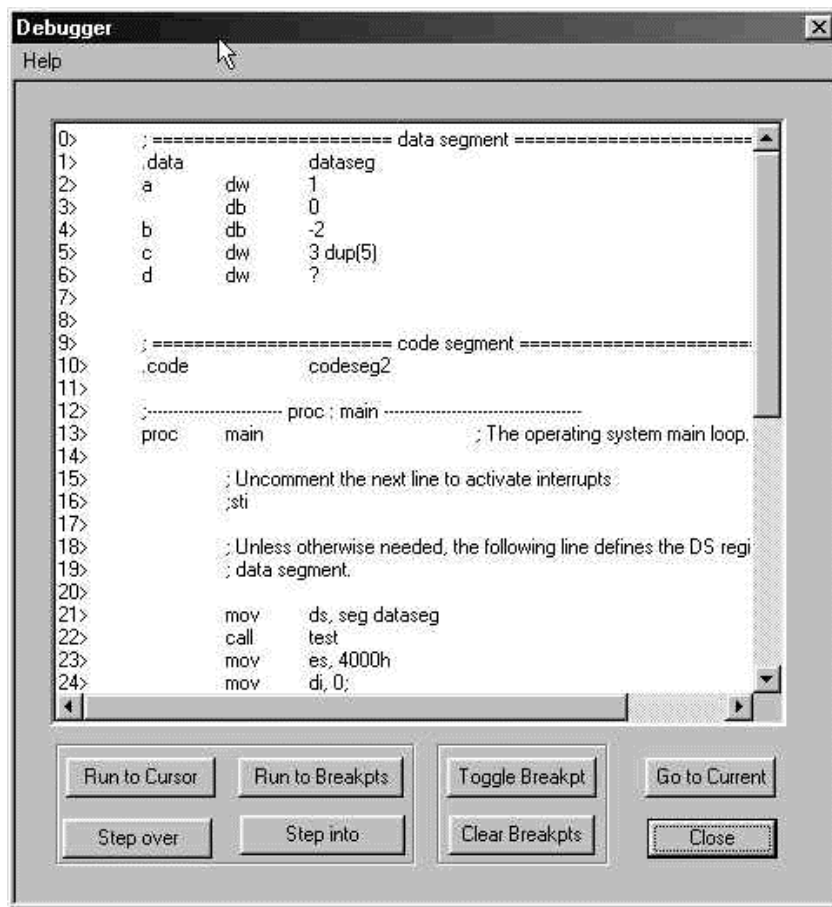 Debugger
Help
0> ; ======================= data segment =======================
1> .data dataseg
2> a dw 1
3> db 0
4> b db -2
5> c dw 3 dup(5)
6> d dw ?
7>
8>
9> ; ======================= code segment =======================
10> .code codeseg2
11>
12> ;----------------------- proc : main -----------------------------------
13> proc main ; The operating system main loop.
14>
15> ; Uncomment the next line to activate interrupts
16> ;sti
17>
18> ; Unless otherwise needed, the following line defines the DS regi
19> ; data segment.
20>
21> mov ds, seg dataseg
22> call test
23> mov es, 4000h
24> mov di, 0;
Run to Cursor Run to Breakpts Toggle Breakpt Go to Current
Step over Step into Clear Breakpts Close